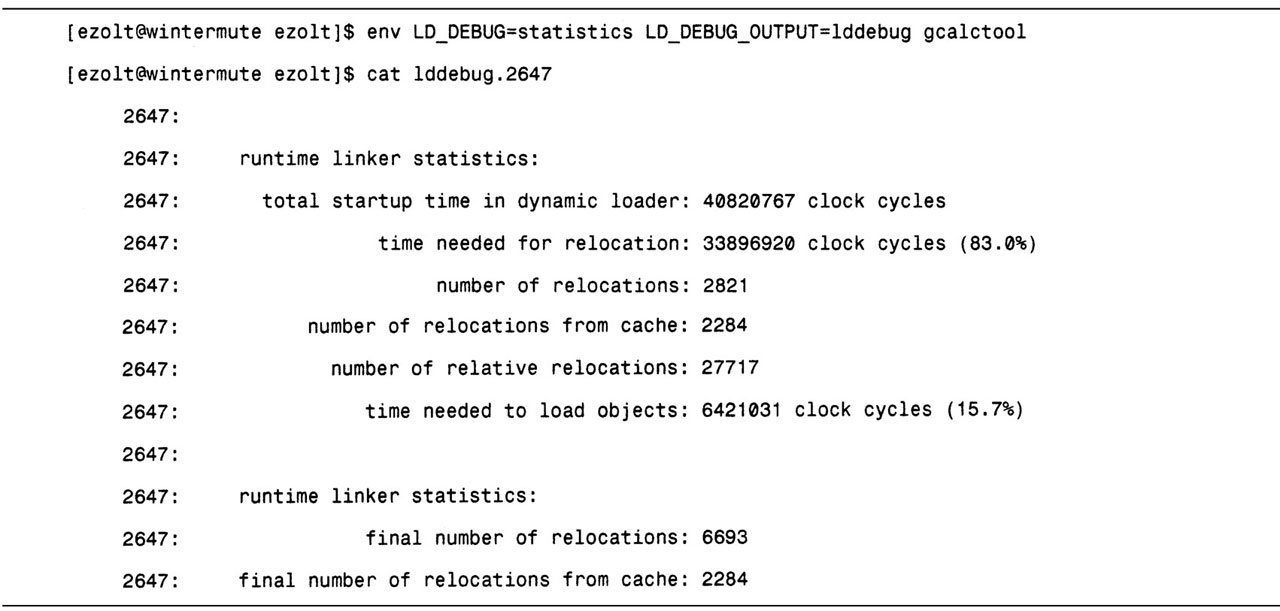 [ezolt@wintermute ezolt]$ env LD_DEBUG=statistics LD_DEBUG_OUTPUT=lddebug gcalctool
[ezolt@wintermute ezolt]$ cat lddebug.2647
2647:
2647: runtime linker statistics:
2647: total startup time in dynamic loader: 40820767 clock cycles
2647: time needed for relocation: 33896920 clock cycles (83.0%)
2647: number of relocations: 2821
2647: number of relocations from cache: 2284
2647: number of relative relocations: 27717
2647: time needed to load objects: 6421031 clock cycles (15.7%)
2647:
2647: runtime linker statistics:
2647: final number of relocations: 6693
2647: final number of relocations from cache: 2284